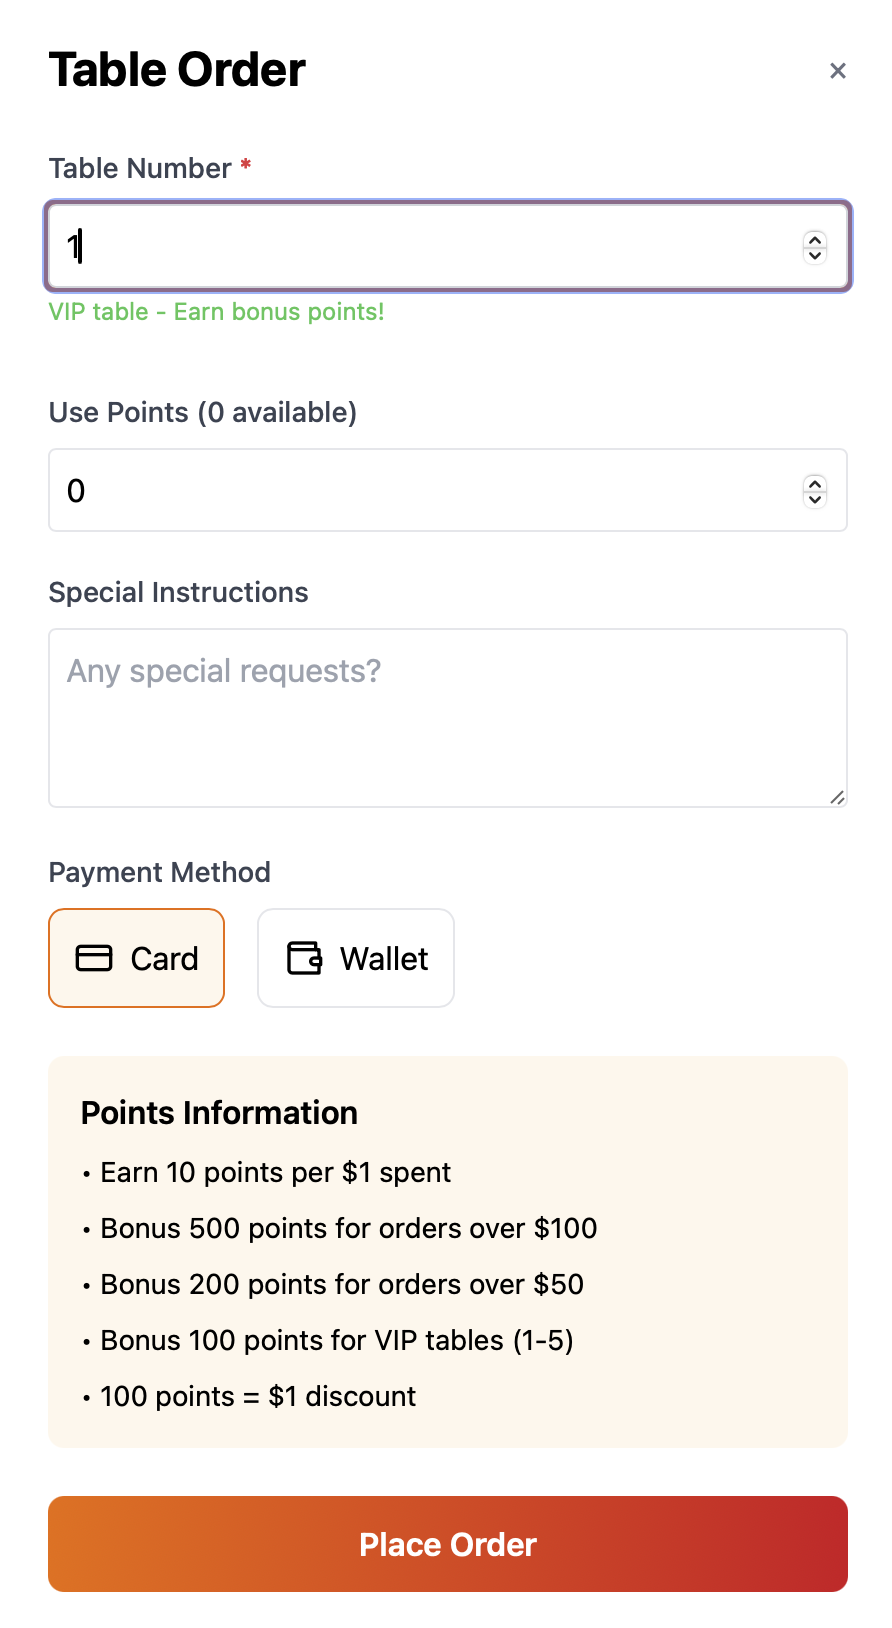 Table Order
×
Table Number *
1
VIP table - Earn bonus points!
Use Points (0 available)
0
Special Instructions
Any special requests?
Payment Method
Card
Wallet
Points Information
• Earn 10 points per $1 spent
• Bonus 500 points for orders over $100
• Bonus 200 points for orders over $50
• Bonus 100 points for VIP tables (1-5)
• 100 points = $1 discount
Place Order